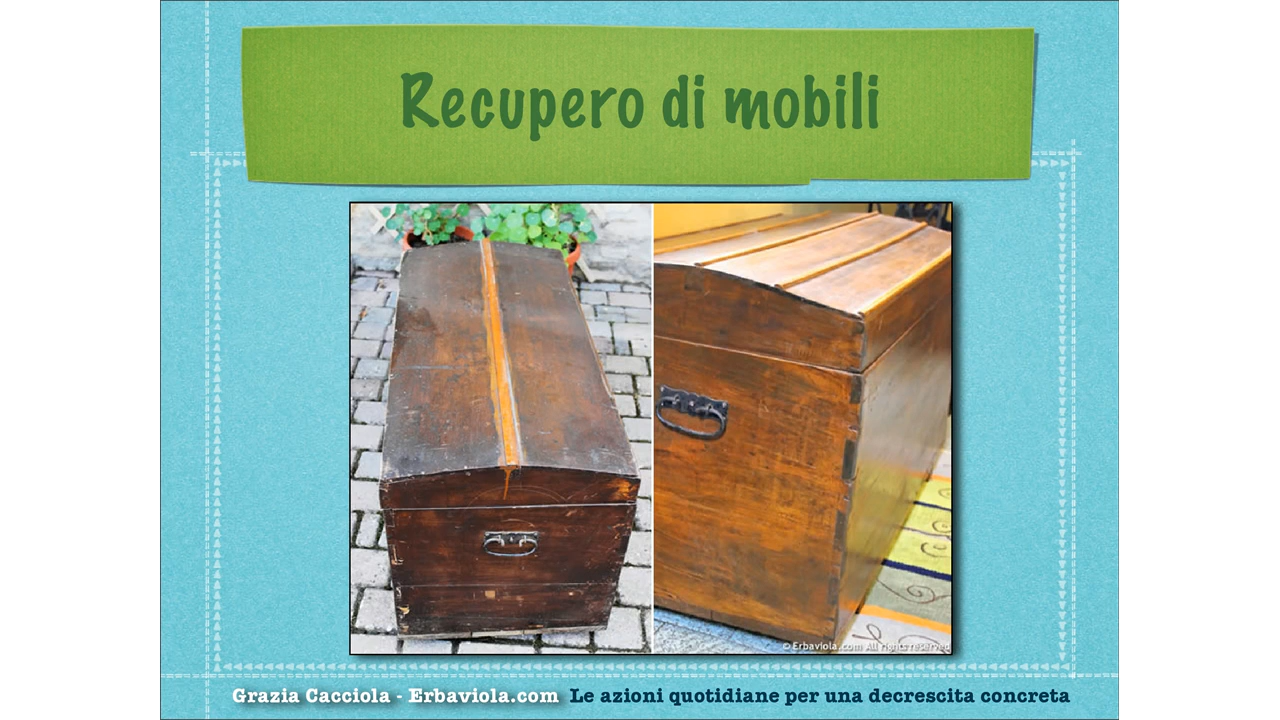 Recupero di mobili
© Erbaviola.com All rights reserved
Grazia Cacciola - Erbaviola.com Le azioni quotidiane per una decrescita concreta